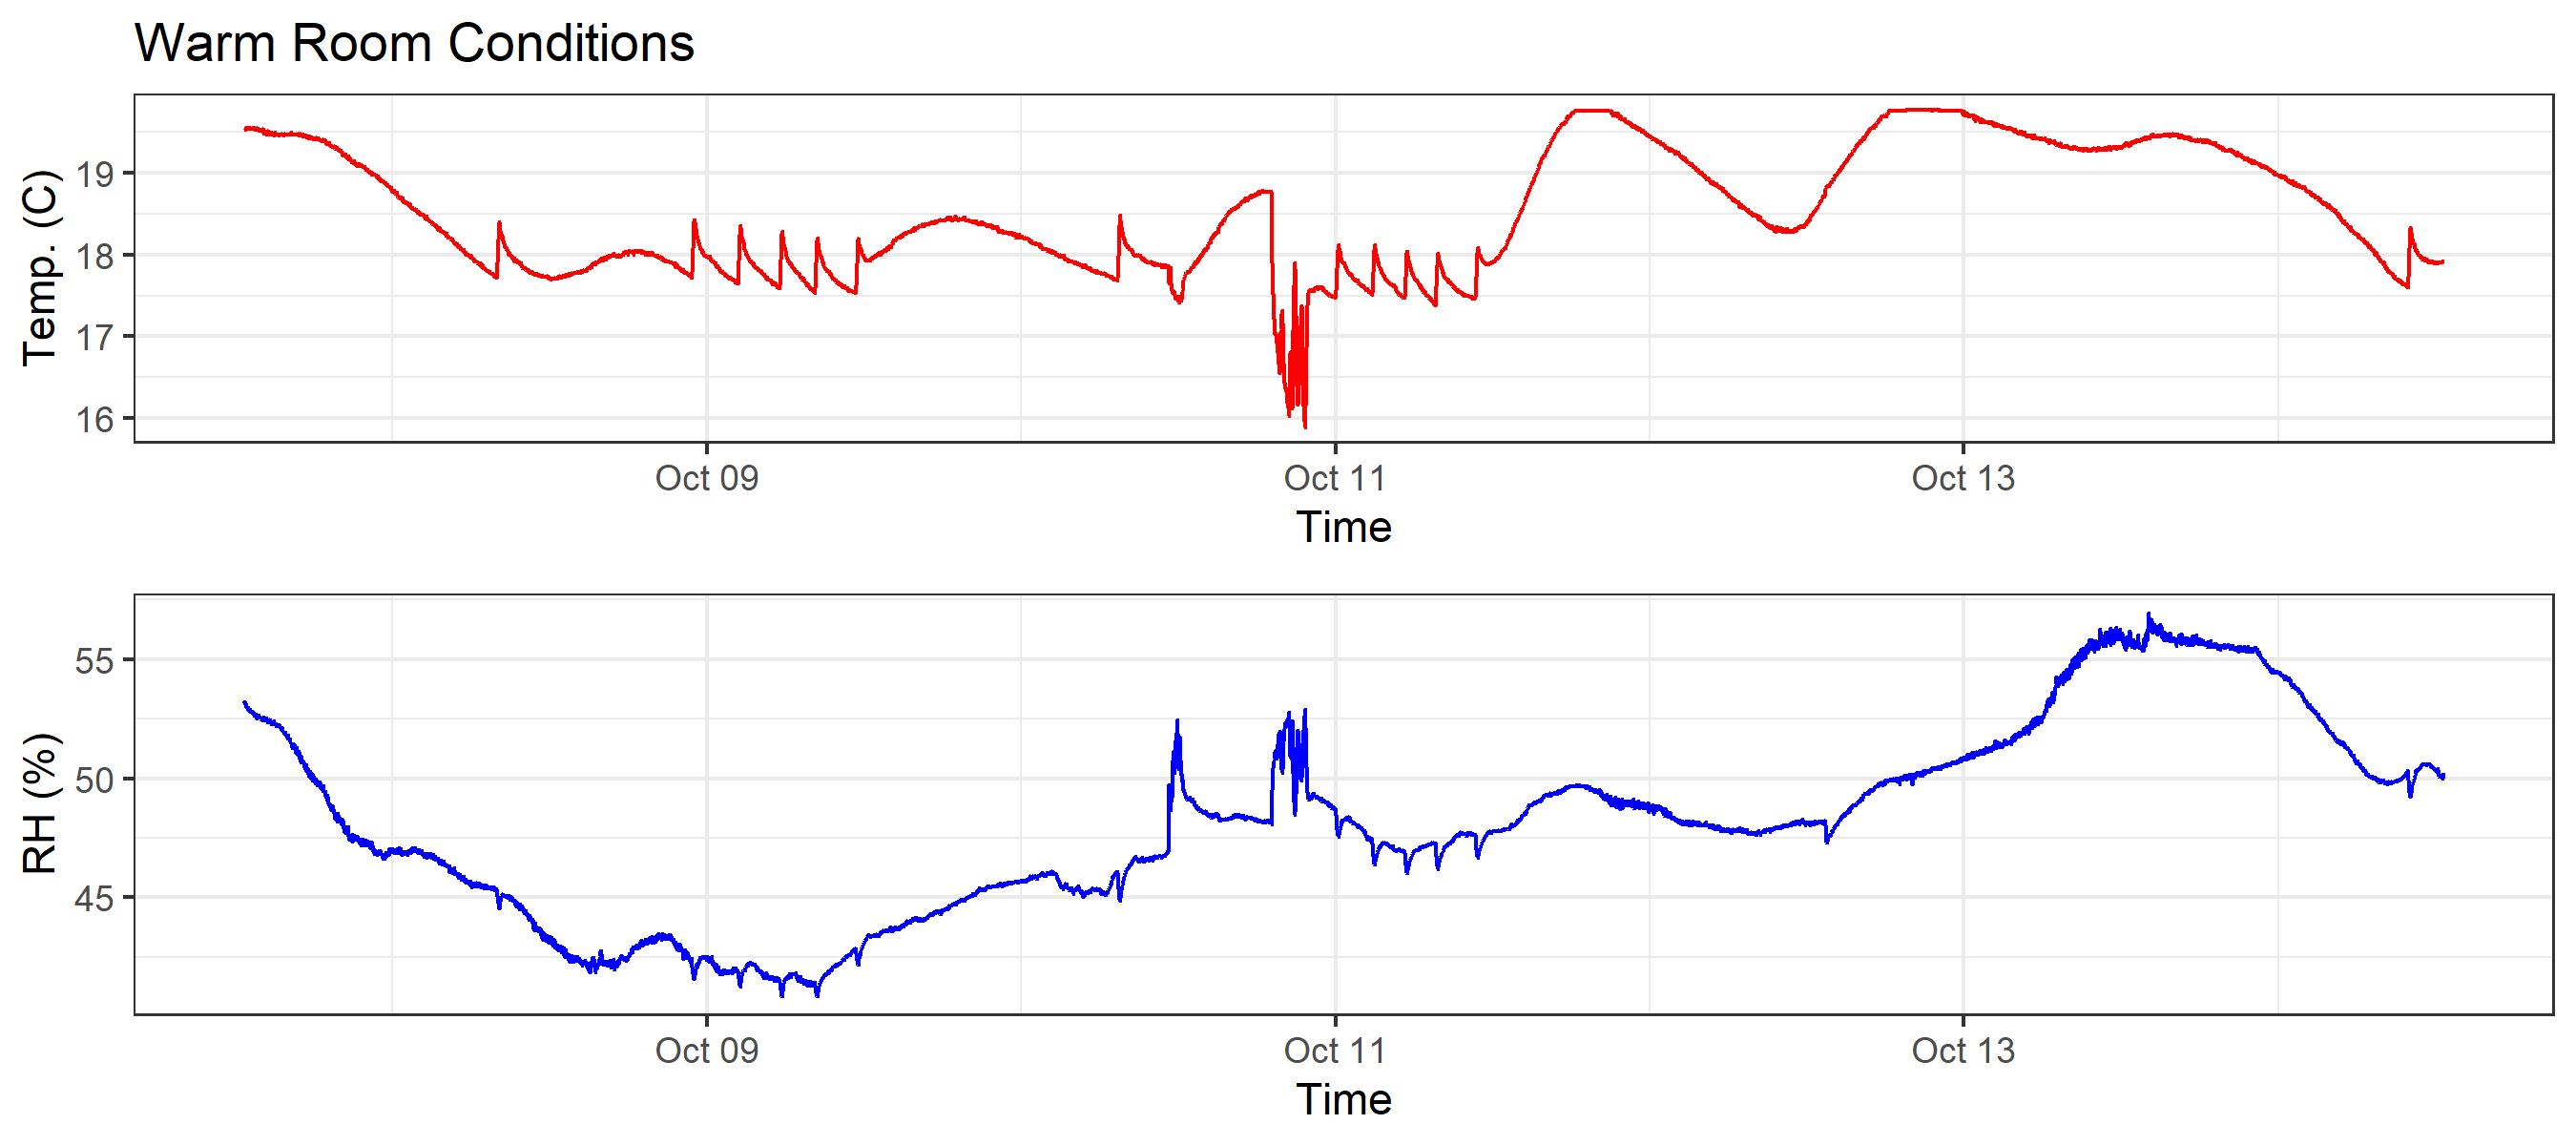 Warm Room Conditions
Temp. (C)
19
18
17
16
Oct 09
Oct 11
Oct 13
Time
RH (%)
55
50
45
Oct 09
Oct 11
Oct 13
Time